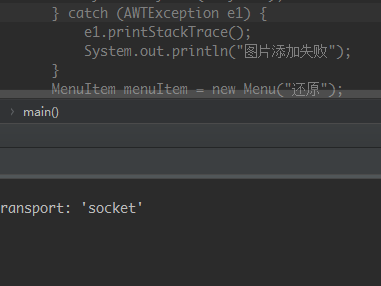 } catch (AWTException e1) {
e1.printStackTrace();
System.out.println("图片添加失败");
}
MenuItem menuItem = new Menu("还原");
main()
ransport: 'socket'